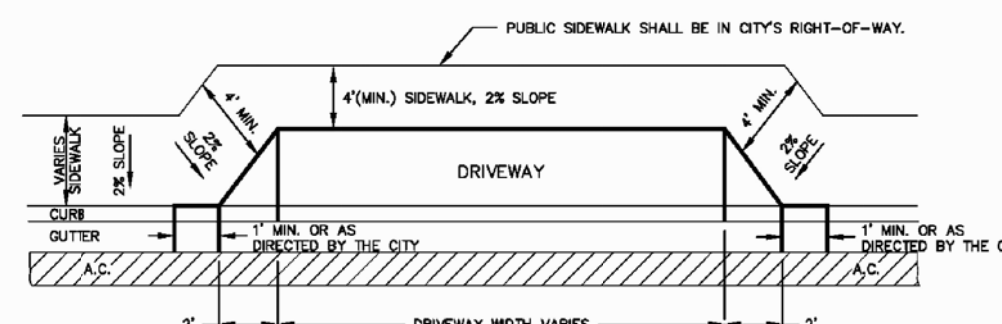 PUBLIC SIDEWALK SHALL BE IN CITY'S RIGHT-OF-WAY.
4'(MIN.) SIDEWALK, 2% SLOPE
4' MIN.
4' MIN.
VARIES
SIDEWALK
2% SLOPE
2%
SLOPE
2%
SLOPE
DRIVEWAY
CURB
GUTTER
1' MIN. OR AS
DIRECTED BY THE CITY
1' MIN. OR AS
DIRECTED BY THE
A.C.
A.C.
DRIVEWAY WIDTH VARIES